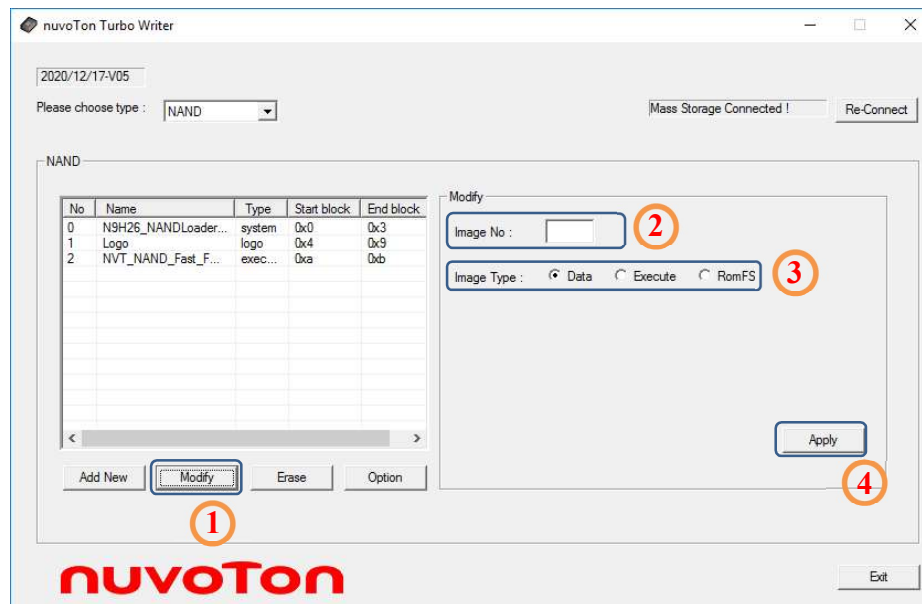 nuvoTon Turbo Writer
2020/12/17-V05
Please choose type : NAND
Mass Storage Connected ! Re-Connect
NAND
No Name Type Start block End block
0 N9H26_NANDLoader... system 0x0 0x3
1 Logo logo 0x4 0x9
2 NVT_NAND_Fast_F... exec... 0xa 0xb
Modify
Image No :
2
Image Type : Data Execute RomFS
3
Apply
4
Add New Modify Erase Option
1
nuvoTon
Exit